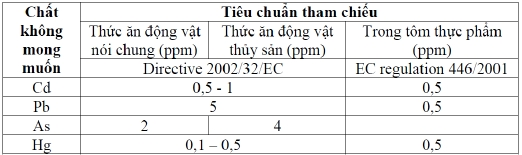 Chất không mong muốn
Tiêu chuẩn tham chiếu
Thức ăn động vật nói chung (ppm)
Thức ăn động vật thủy sản (ppm)
Trong tôm thực phẩm (ppm)
Directive 2002/32/EC
EC regulation 446/2001
Cd 0,5 - 1 0,5
Pb 5 0,5
As 2 4
Hg 0,1 – 0,5 0,5